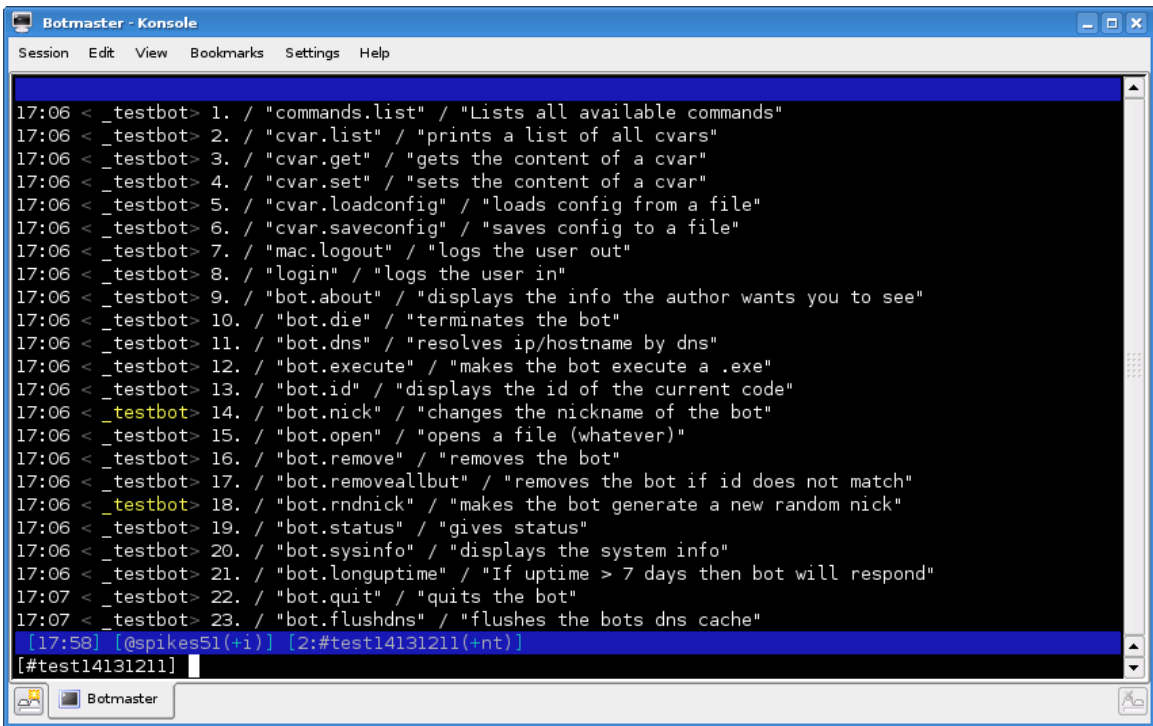 Botmaster - Konsole
Session Edit View Bookmarks Settings Help
17:06 < _testbot> 1. / "commands.list" / "Lists all available commands"
17:06 < _testbot> 2. / "cvar.list" / "prints a list of all cvars"
17:06 < _testbot> 3. / "cvar.get" / "gets the content of a cvar"
17:06 < _testbot> 4. / "cvar.set" / "sets the content of a cvar"
17:06 < _testbot> 5. / "cvar.loadconfig" / "loads config from a file"
17:06 < _testbot> 6. / "cvar.saveconfig" / "saves config to a file"
17:06 < _testbot> 7. / "mac.logout" / "logs the user out"
17:06 < _testbot> 8. / "login" / "logs the user in"
17:06 < _testbot> 9. / "bot.about" / "displays the info the author wants you to see"
17:06 < _testbot> 10. / "bot.die" / "terminates the bot"
17:06 < _testbot> 11. / "bot.dns" / "resolves ip/hostname by dns"
17:06 < _testbot> 12. / "bot.execute" / "makes the bot execute a .exe"
17:06 < _testbot> 13. / "bot.id" / "displays the id of the current code"
17:06 < _testbot> 14. / "bot.nick" / "changes the nickname of the bot"
17:06 < _testbot> 15. / "bot.open" / "opens a file (whatever)"
17:06 < _testbot> 16. / "bot.remove" / "removes the bot"
17:06 < _testbot> 17. / "bot.removeallbut" / "removes the bot if id does not match"
17:06 < _testbot> 18. / "bot.rndnick" / "makes the bot generate a new random nick"
17:06 < _testbot> 19. / "bot.status" / "gives status"
17:06 < _testbot> 20. / "bot.sysinfo" / "displays the system info"
17:06 < _testbot> 21. / "bot.longuptime" / "If uptime > 7 days then bot will respond"
17:07 < _testbot> 22. / "bot.quit" / "quits the bot"
17:07 < _testbot> 23. / "bot.flushdns" / "flushes the bots dns cache"
[17:58] [@spikes51(+i)] [2:#test14131211(+nt)]
[#test14131211]
Botmaster